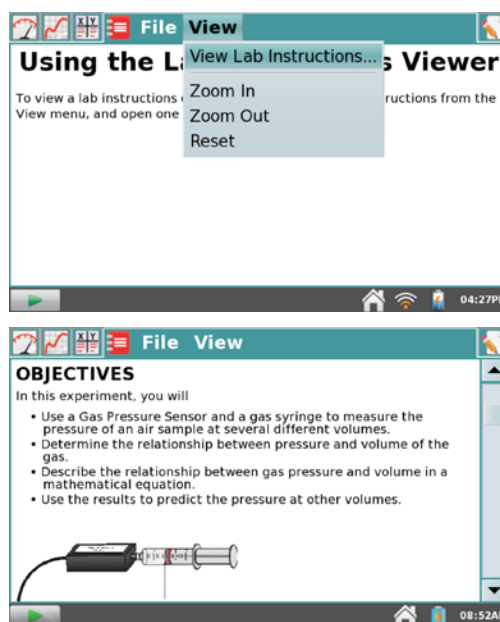 File View
Using the La s Viewer
View Lab Instructions...
To view a lab instructions ructions from the
View menu, and open one
Zoom In
Zoom Out
Reset
04:27P
File View
OBJECTIVES
In this experiment, you will
• Use a Gas Pressure Sensor and a gas syringe to measure the
pressure of an air sample at several different volumes.
• Determine the relationship between pressure and volume of the
gas.
• Describe the relationship between gas pressure and volume in a
mathematical equation.
• Use the results to predict the pressure at other volumes.
08:52A